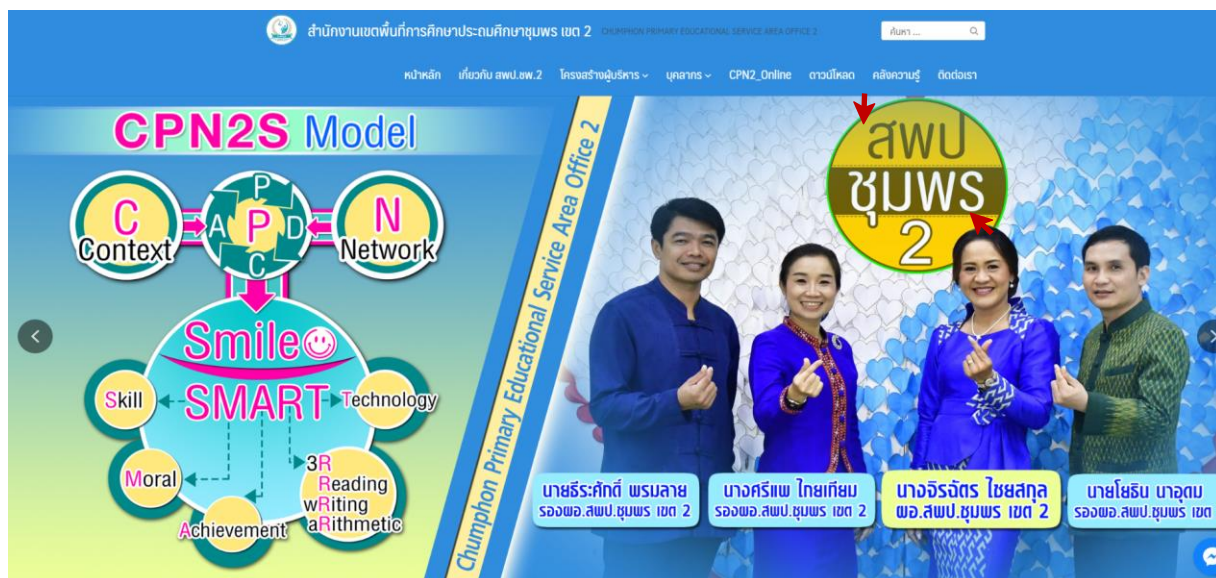 สำนักงานเขตพื้นที่การศึกษาประถมศึกษาชุมพร เขต 2 CHUMPHON PRIMARY EDUCATIONAL SERVICE AREA OFFICE 2
ค้นหา ...
หน้าหลัก เกี่ยวกับ สพป.ชพ.2 โครงสร้างผู้บริหาร บุคลากร CPN2_Online ดาวน์โหลด คลังความรู้ ติดต่อเรา
CPN2S Model
C
Context
P
A P D
C
N
Network
Smile
SMART
Skill
Technology
Moral
Achievement
3R
Reading
wRiting
aRithmetic
Chumphon Primary Educational Service Area Office 2
สพป
ชุมพร
2
นายธีระศักดิ์ พรมลาย
รองผอ.สพป.ชุมพร เขต 2
นางศรีแพ ไทยเทียม
รองผอ.สพป.ชุมพร เขต 2
นางจิรฉัตร ไชยสกุล
ผอ.สพป.ชุมพร เขต 2
นายโยธิน นาอุดม
รองผอ.สพป.ชุมพร เขต